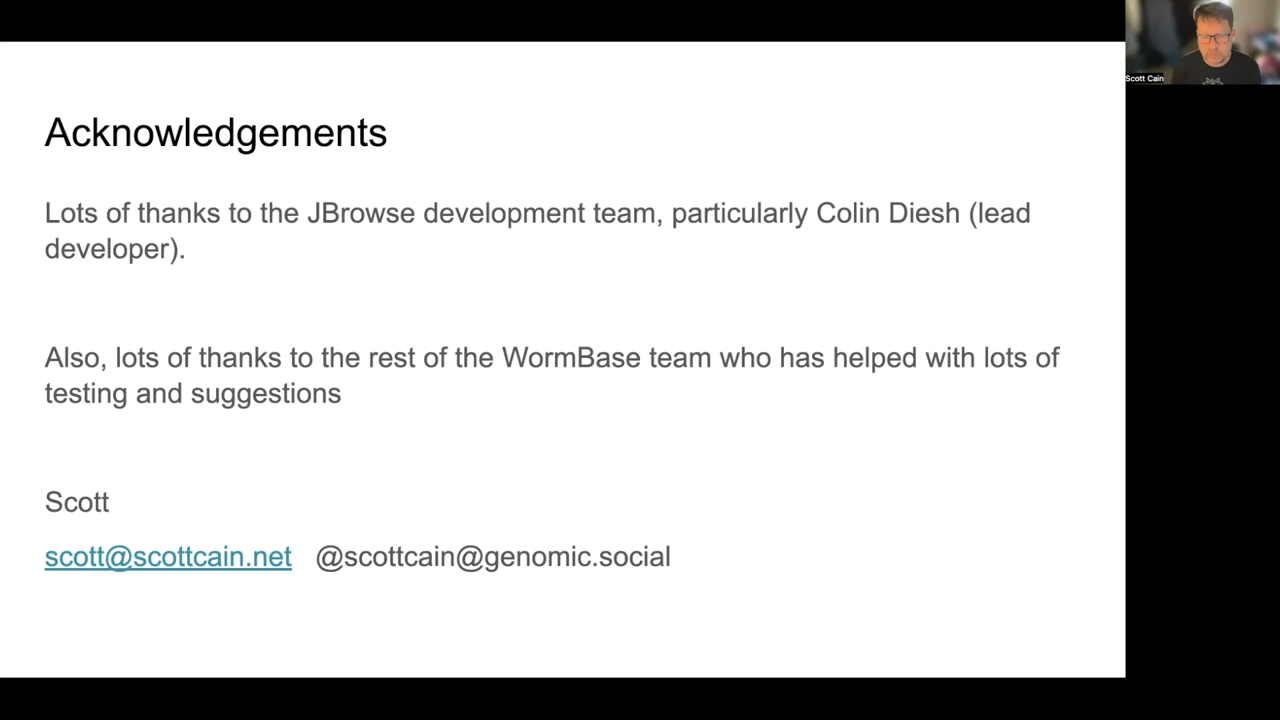 Scott Cain
Acknowledgements
Lots of thanks to the JBrowse development team, particularly Colin Diesh (lead
developer).
Also, lots of thanks to the rest of the WormBase team who has helped with lots of
testing and suggestions
Scott
scott@scottcain.net @scottcain@genomic.social